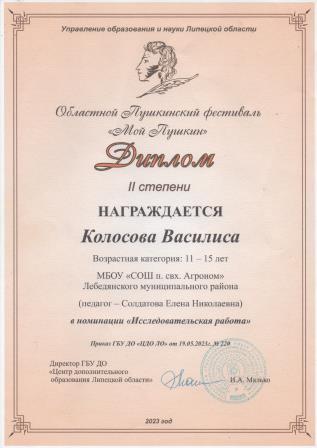 Управление образования и науки Липецкой области
Областной Пушкинский фестиваль
«Мой Пушкин»
Диплом
II степени
НАГРАЖДАЕТСЯ
Колосова Василиса
Возрастная категория: 11 – 15 лет
МБОУ «СОШ п. свх. Агроном»
Лебедянского муниципального района
(педагог – Солдатова Елена Николаевна)
в номинации «Исследовательская работа»
Приказ ГБУ ДО «ЦДО ЛО» от 19.05.2023г. № 220
Директор ГБУ ДО
«Центр дополнительного
образования Липецкой области»
И.А. Малько
2023 год